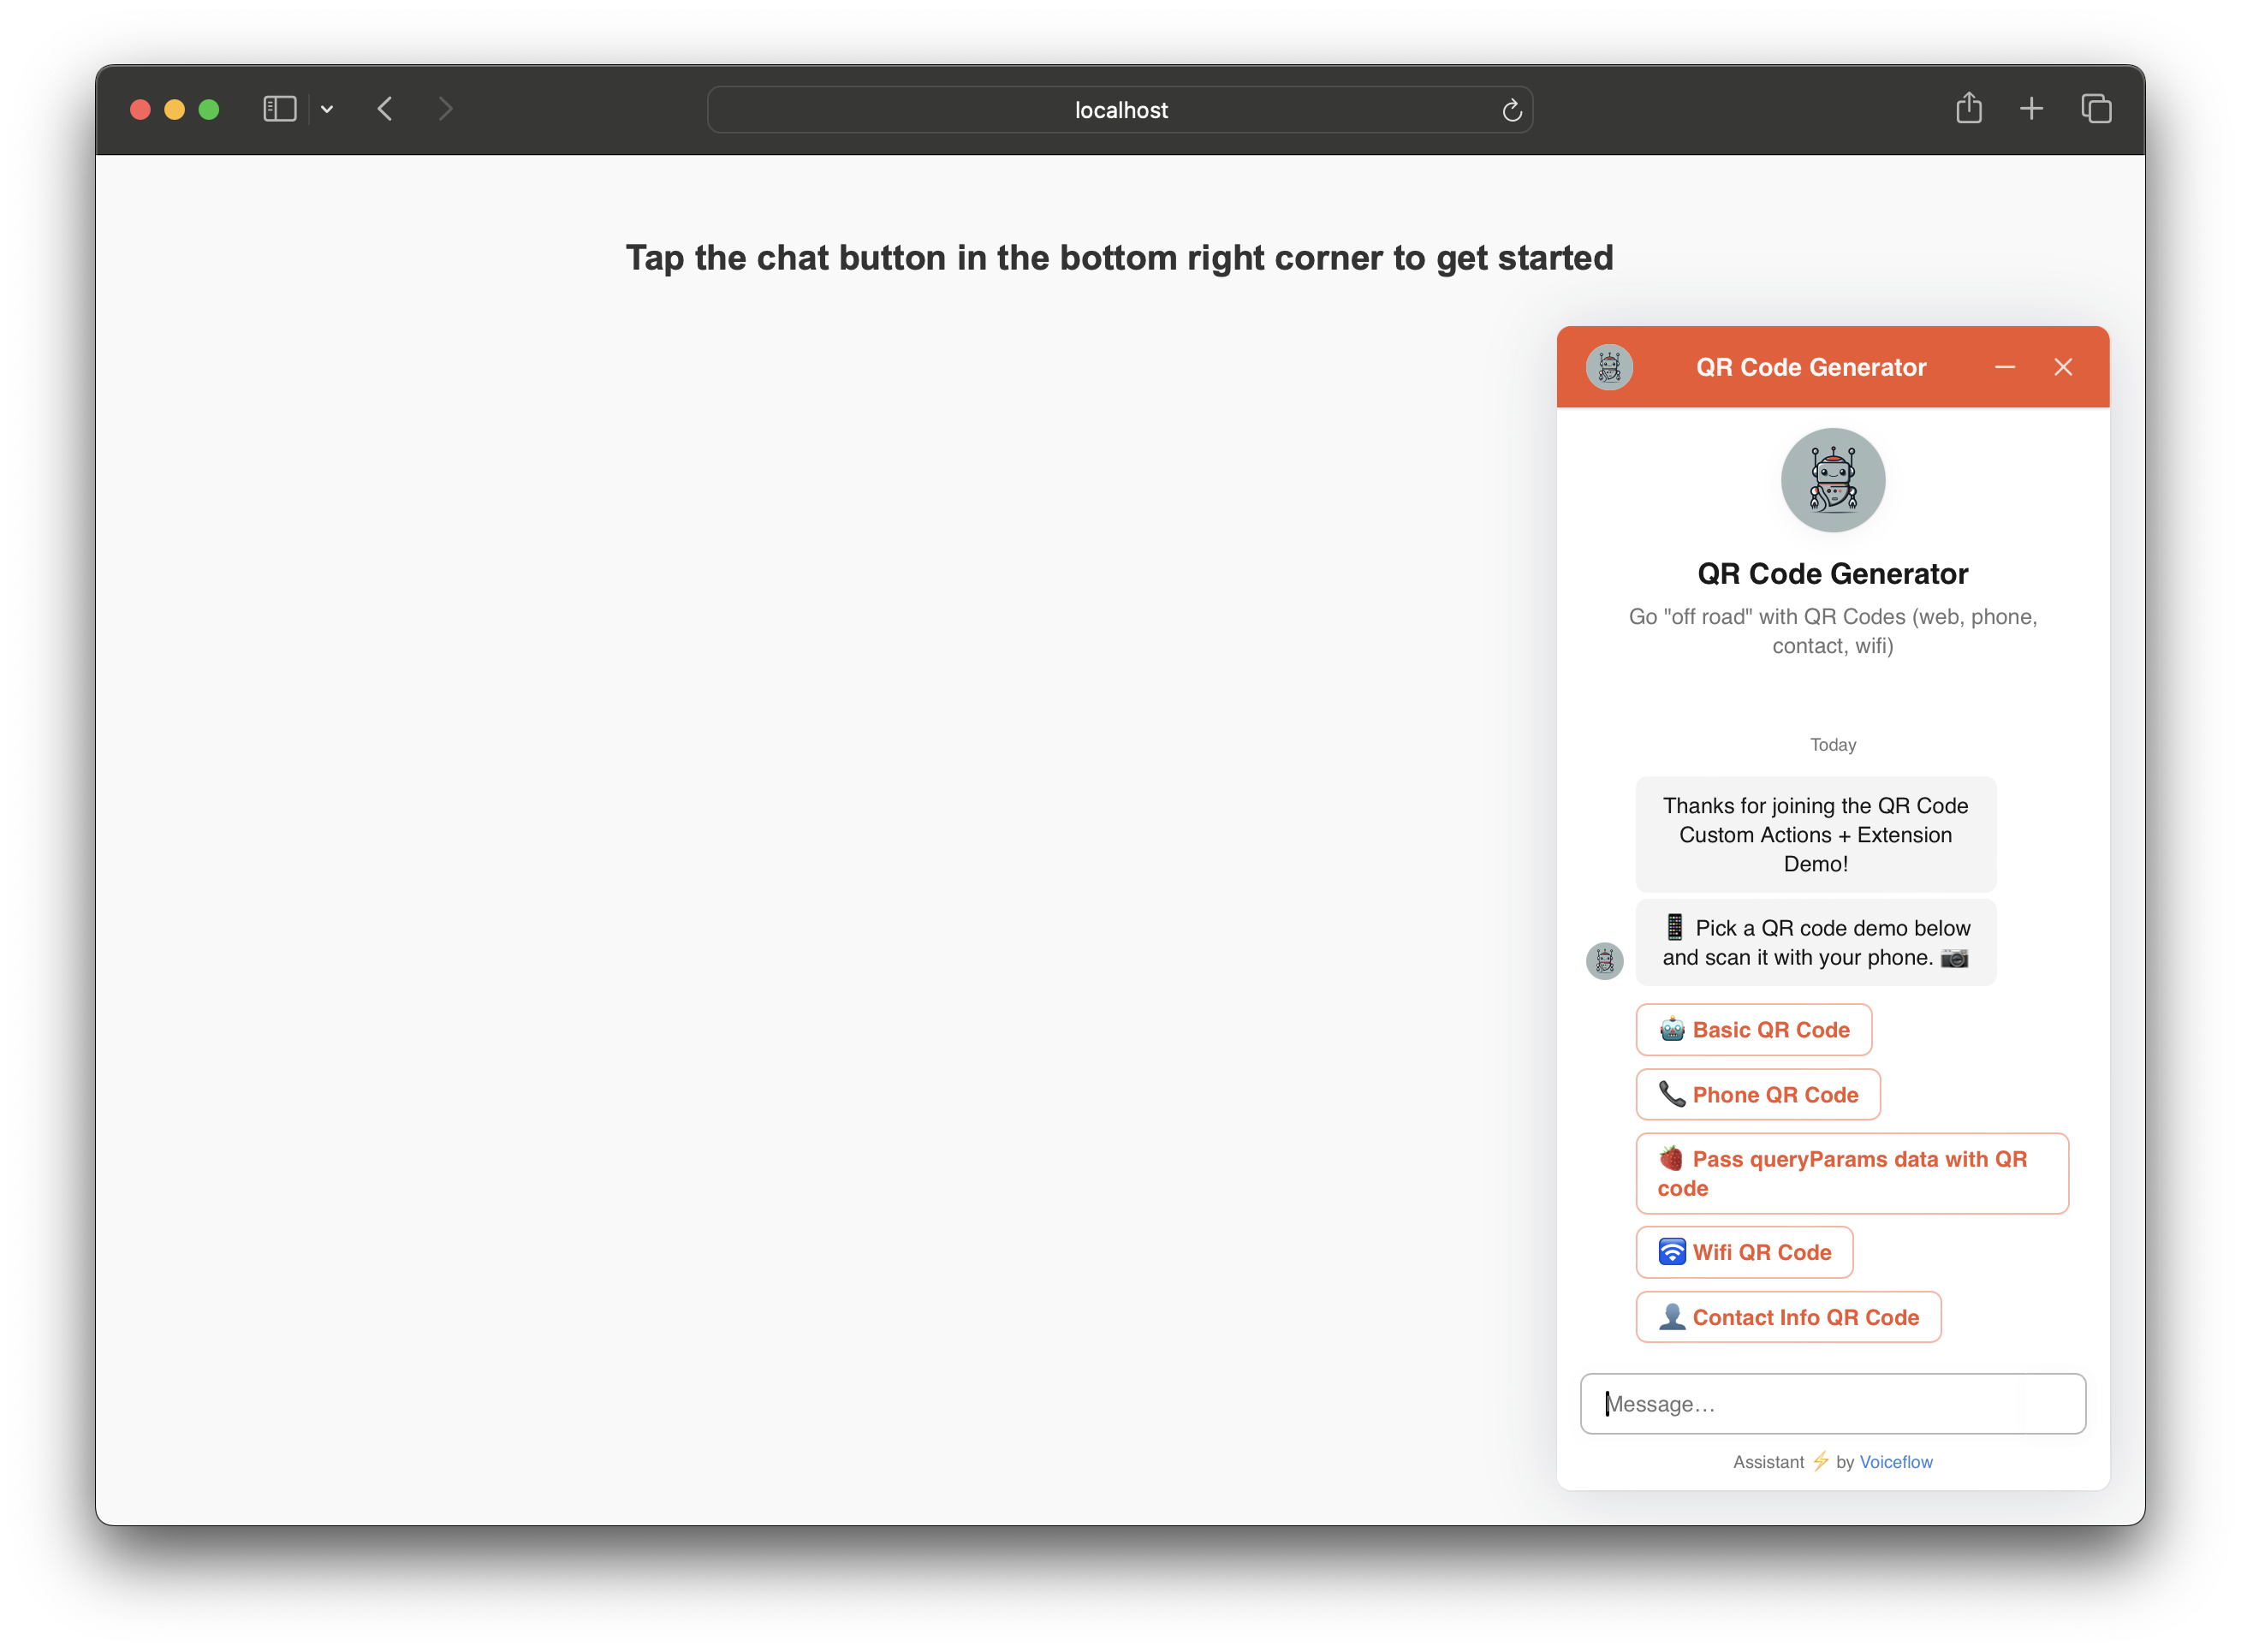 localhost
Tap the chat button in the bottom right corner to get started
QR Code Generator
QR Code Generator
Go "off road" with QR Codes (web, phone,
contact, wifi)
Today
Thanks for joining the QR Code
Custom Actions + Extension
Demo!
📱 Pick a QR code demo below
and scan it with your phone. 📷
🤖 Basic QR Code
📞 Phone QR Code
🍓 Pass queryParams data with QR
code
🛜 Wifi QR Code
👤 Contact Info QR Code
Message…
Assistant ⚡ by Voiceflow